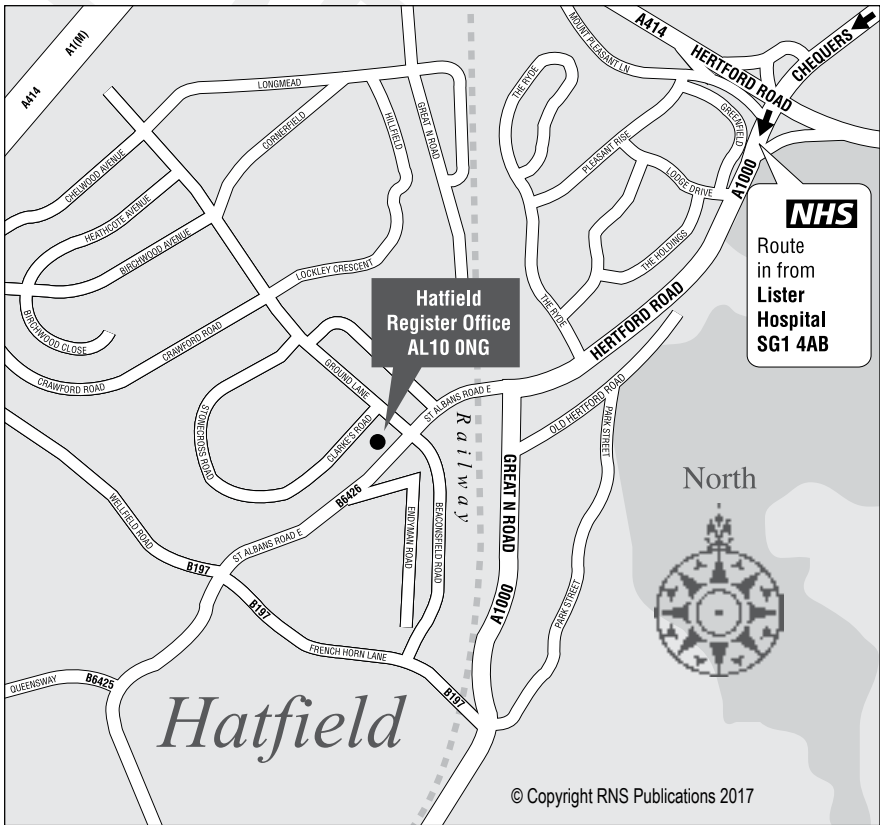 A1(M)
A414
A414
HERTFORD ROAD
CHEQUERS
MOUNT PLEASANT LN
LONGMEAD
THE RYDE
GREENFIELD
CORNERFIELD
HILLFIELD
GREAT N ROAD
PLEASANT RISE
LODGE DRIVE
A1000
CHELWOOD AVENUE
HEATHCOTE AVENUE
BIRCHWOOD AVENUE
THE HOLDINGS
LOCKLEY CRESCENT
NHS
Route
in from
Lister
Hospital
SG1 4AB
Hatfield
Register Office
AL10 0NG
THE RYDE
HERTFORD ROAD
BIRCHWOOD CLOSE
CRAWFORD ROAD
CRAWFORD ROAD
GROUND LANE
ST ALBANS ROAD E
OLD HERTFORD ROAD
PARK STREET
STONECROSS ROAD
CLARKE'S ROAD
Railway
GREAT N ROAD
North
B6426
ENDYMAN ROAD
BEACONSFIELD ROAD
WELLFIELD ROAD
ST ALBANS ROAD E
B197
B197
A1000
PARK STREET
FRENCH HORN LANE
QUEENSWAY
B6425
B197
Hatfield
© Copyright RNS Publications 2017